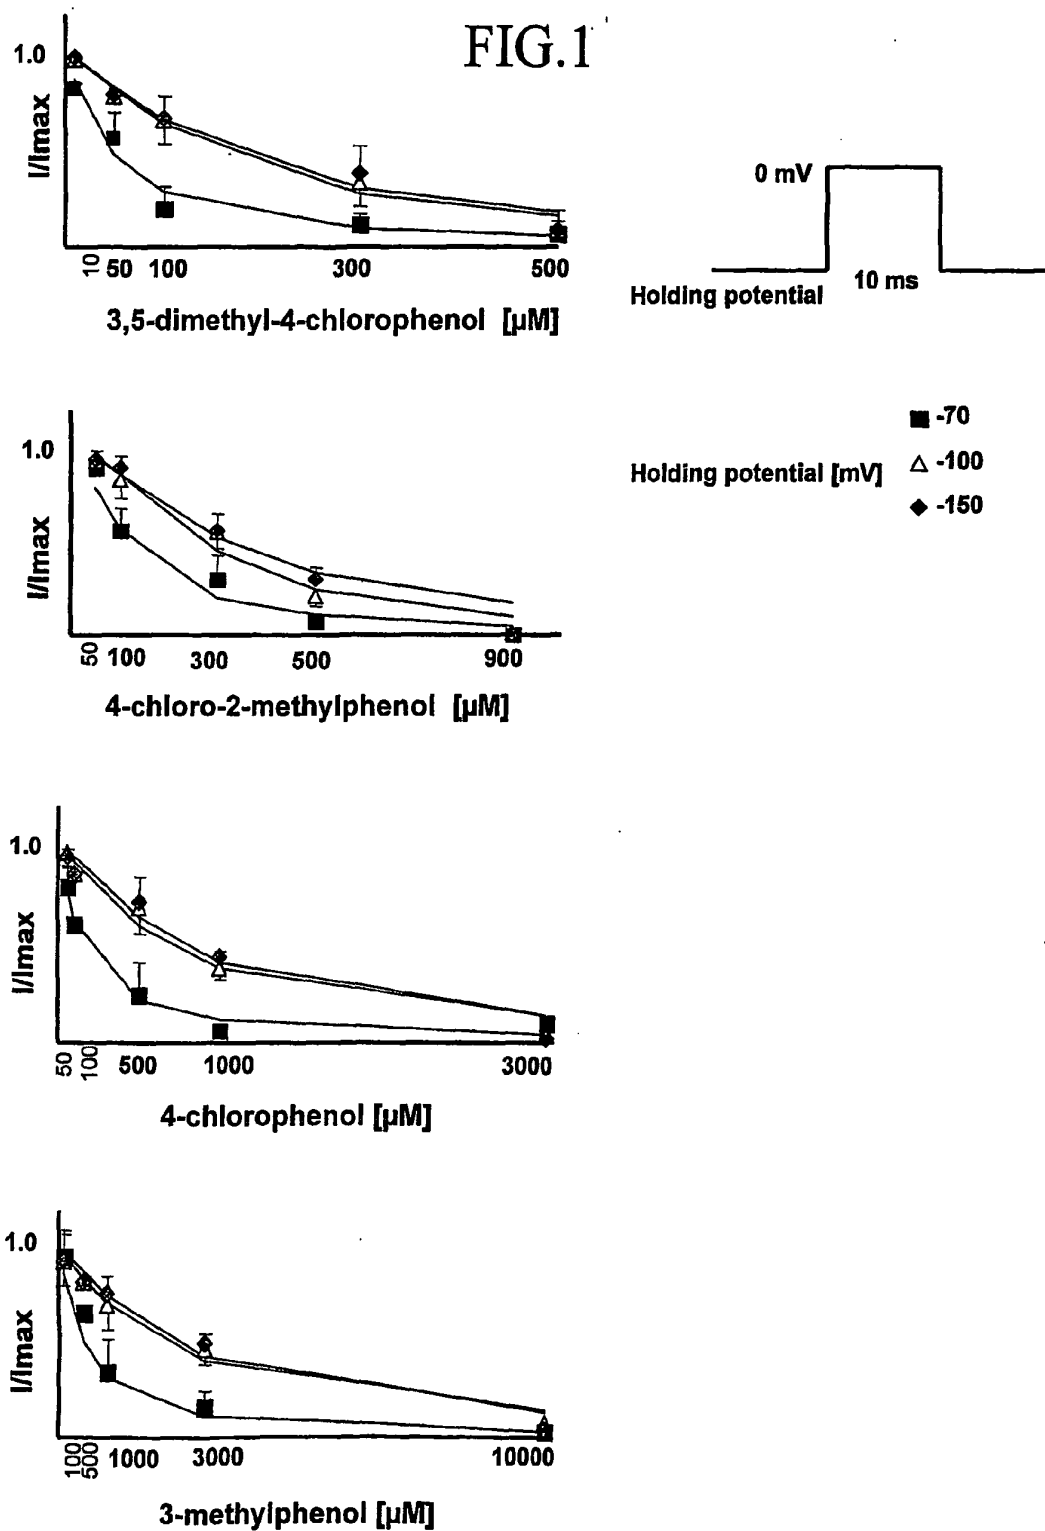 FIG.1
1.0
I/Imax
10 50 100 300 500
3,5-dimethyl-4-chlorophenol [µM]
0 mV
10 ms
Holding potential
1.0
I/Imax
50 100 300 500 900
4-chloro-2-methylphenol [µM]
Holding potential [mV]
-70
-100
-150
1.0
I/Imax
50 100 500 1000 3000
4-chlorophenol [µM]
1.0
I/Imax
100 500 1000 3000 10000
3-methylphenol [µM]